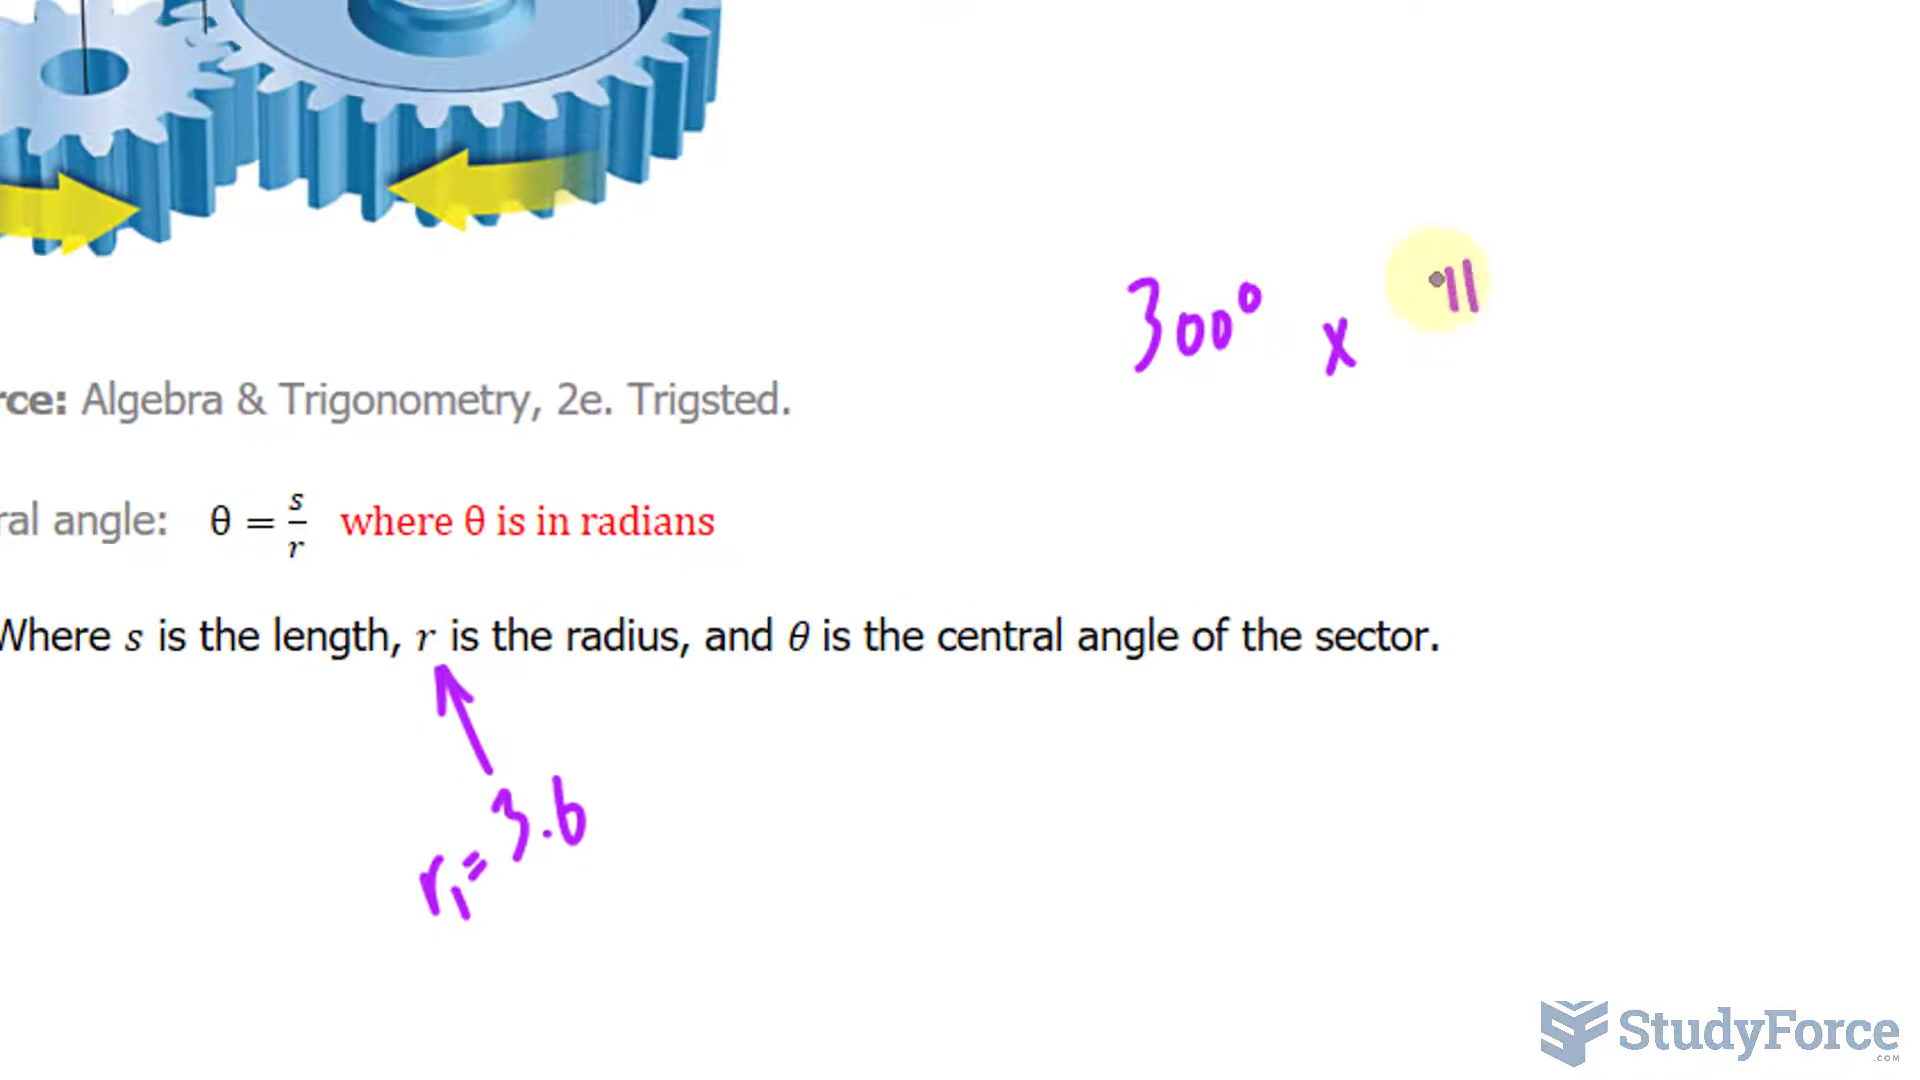 300° x π
rce: Algebra & Trigonometry, 2e. Trigsted.
ral angle: θ = s/r where θ is in radians
Where s is the length, r is the radius, and θ is the central angle of the sector.
r₁= 3.6
StudyForce
.COM